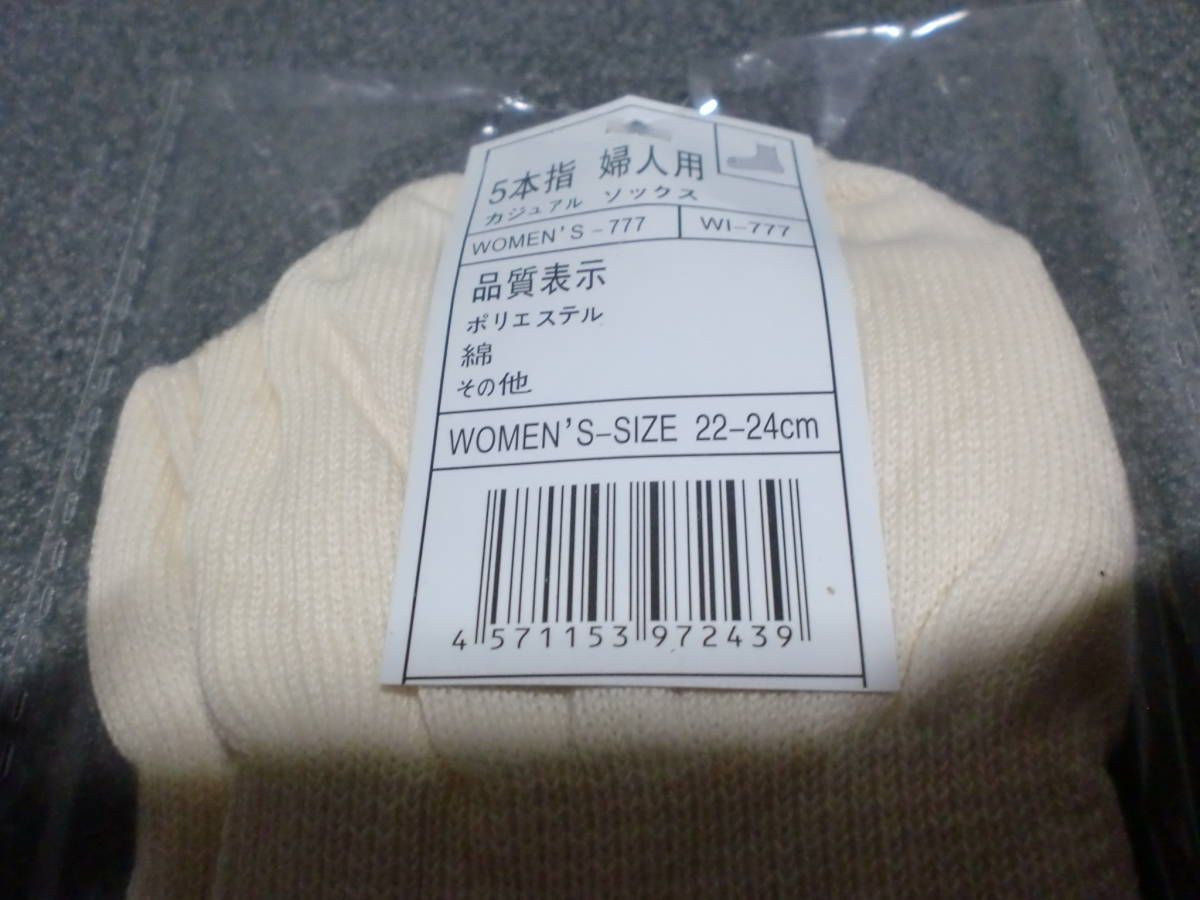 5本指 婦人用
カジュアル ソックス
WOMEN'S-777 WI-777
品質表示
ポリエステル
綿
その他
WOMEN'S-SIZE 22-24cm
4 571153 972439